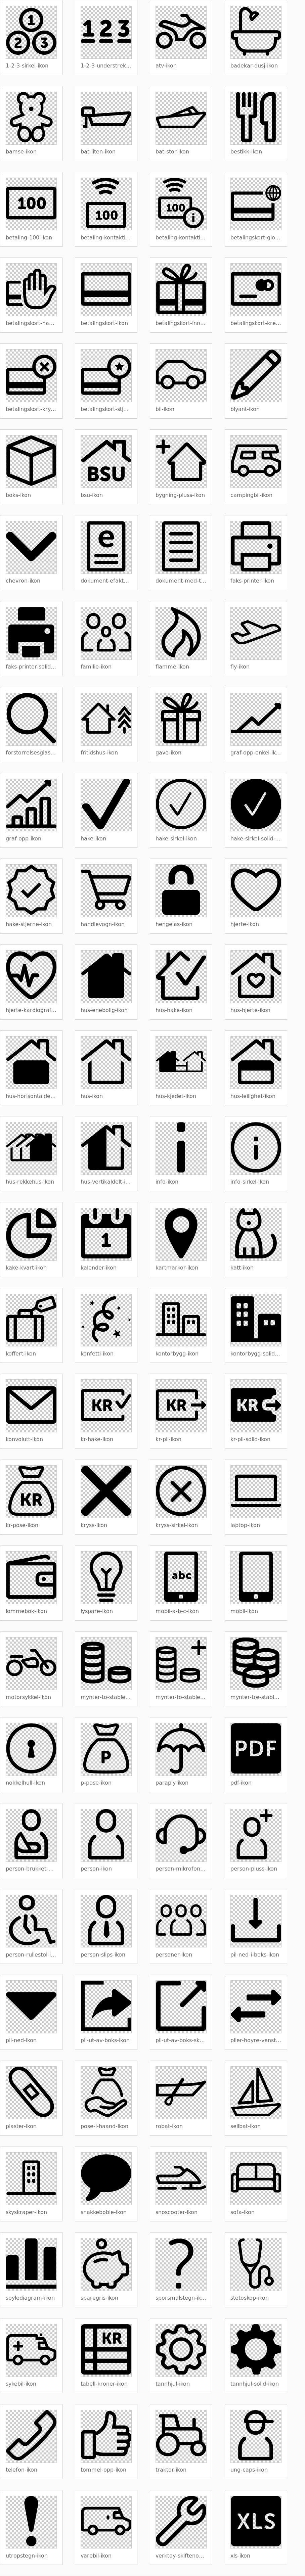 1 2 3 1 2 3
1-2-3-sirkel-ikon 1-2-3-understrek... atv-ikon badekar-dusj-ikon
bamse-ikon bat-liten-ikon bat-stor-ikon bestikk-ikon
100 100 100 i
betaling-100-ikon betaling-kontaktl... betaling-kontaktl... betalingskort-glo...
betalingskort-ha... betalingskort-ikon betalingskort-inn... betalingskort-kre...
betalingskort-kry... betalingskort-stj... bil-ikon blyant-ikon
BSU
boks-ikon bsu-ikon bygning-pluss-ikon campingbil-ikon
e
chevron-ikon dokument-efakt... dokument-med-t... faks-printer-ikon
faks-printer-solid... familie-ikon flamme-ikon fly-ikon
forstorrelsesglas... fritidshus-ikon gave-ikon graf-opp-enkel-ik...
graf-opp-ikon hake-ikon hake-sirkel-ikon hake-sirkel-solid-...
hake-stjerne-ikon handlevogn-ikon hengelas-ikon hjerte-ikon
hjerte-kardiograf... hus-enebolig-ikon hus-hake-ikon hus-hjerte-ikon
hus-horisontalde... hus-ikon hus-kjedet-ikon hus-leilighet-ikon
i i
hus-rekkehus-ikon hus-vertikaldelt-i... info-ikon info-sirkel-ikon
1
kake-kvart-ikon kalender-ikon kartmarkor-ikon katt-ikon
koffert-ikon konfetti-ikon kontorbygg-ikon kontorbygg-solid...
KR KR KR
konvolutt-ikon kr-hake-ikon kr-pil-ikon kr-pil-solid-ikon
KR
kr-pose-ikon kryss-ikon kryss-sirkel-ikon laptop-ikon
abc
lommebok-ikon lyspare-ikon mobil-a-b-c-ikon mobil-ikon
motorsykkel-ikon mynter-to-stable... mynter-to-stable... mynter-tre-stabl...
P PDF
nokkelhull-ikon p-pose-ikon paraply-ikon pdf-ikon
person-brukket-... person-ikon person-mikrofon... person-pluss-ikon
person-rullestol-i... person-slips-ikon personer-ikon pil-ned-i-boks-ikon
pil-ned-ikon pil-ut-av-boks-ikon pil-ut-av-boks-sk... piler-hoyre-venst...
plaster-ikon pose-i-haand-ikon robat-ikon seilbat-ikon
skyskraper-ikon snakkeboble-ikon snoscooter-ikon sofa-ikon
?
soylediagram-ikon sparegris-ikon sporsmalstegn-ik... stetoskop-ikon
KR
sykebil-ikon tabell-kroner-ikon tannhjul-ikon tannhjul-solid-ikon
telefon-ikon tommel-opp-ikon traktor-ikon ung-caps-ikon
! XLS
utropstegn-ikon varebil-ikon verktoy-skifteno... xls-ikon